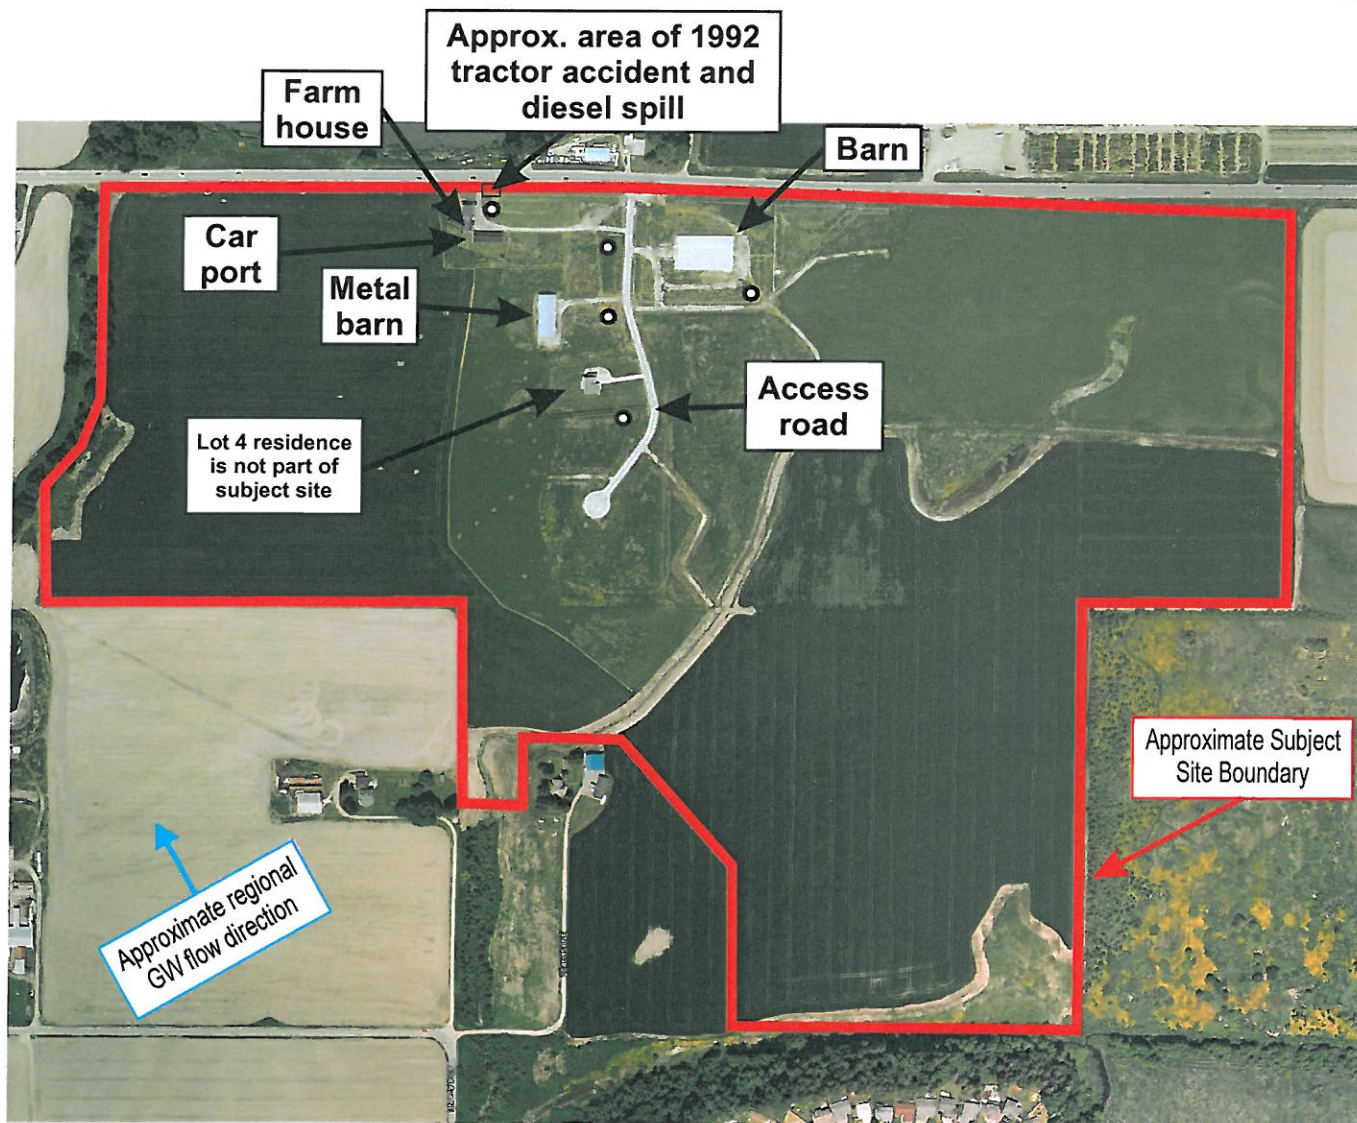 Approx. area of 1992
tractor accident and
diesel spill
Farm
house
Barn
Car
port
Metal
barn
Access
road
Lot 4 residence
is not part of
subject site
Approximate Subject
Site Boundary
Approximate regional
GW flow direction